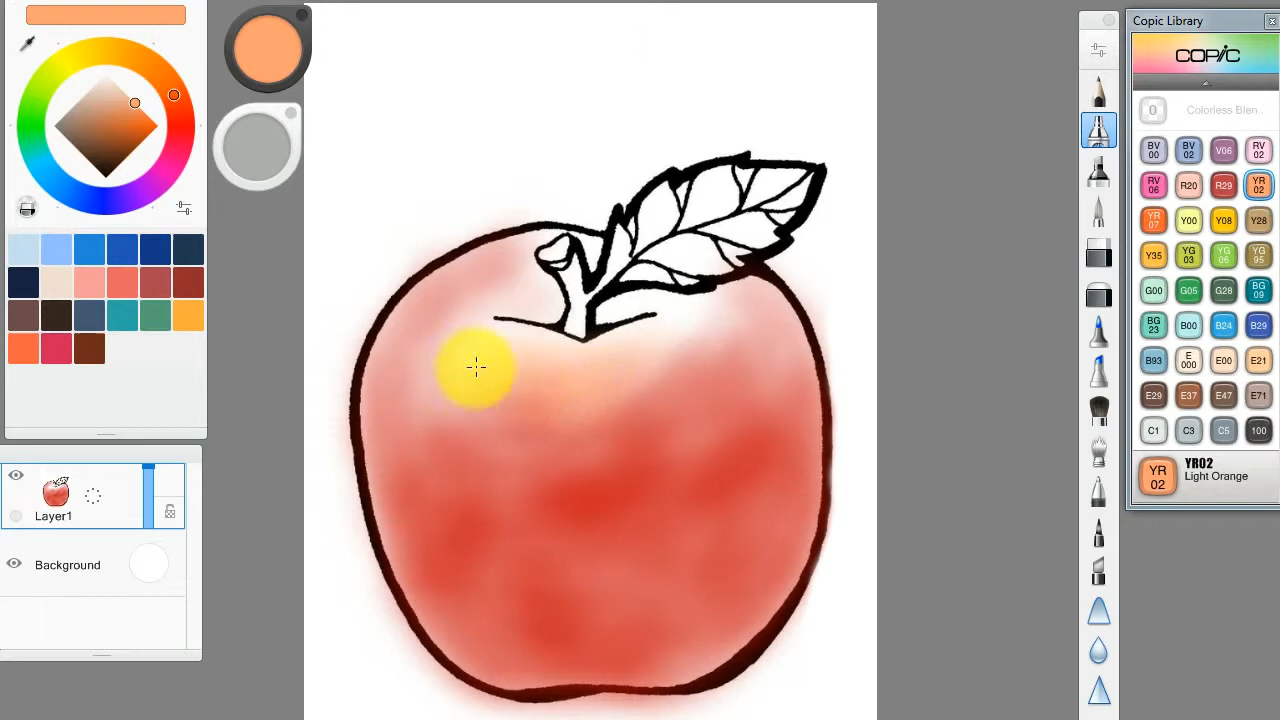 Copic Library
COPIC
0 Colorless Blen..
BV 00 BV 02 V06 RV 02
RV 06 R20 R29 YR 02
YR 07 Y00 Y08 Y28
Y35 YG 03 YG 06 YG 95
G00 G05 G28 BG 09
BG 23 B00 B24 B29
B93 E 000 E00 E21
E29 E37 E47 E71
C1 C3 C5 100
YR 02 YR02
Light Orange
Layer1
Background